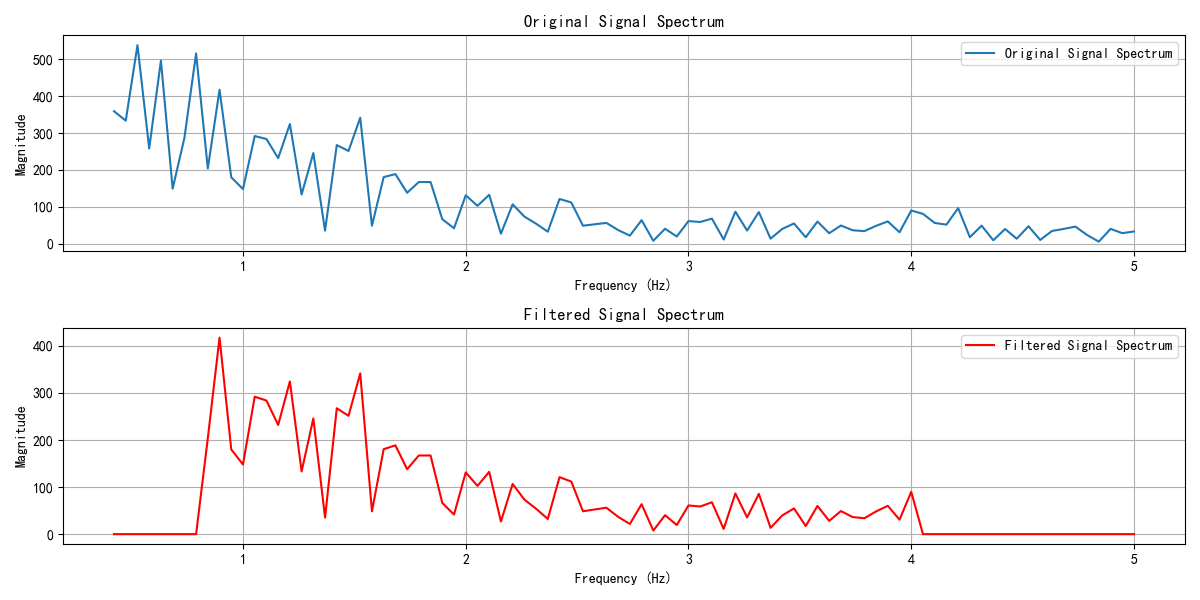 Original Signal Spectrum
Original Signal Spectrum
500
400
300
200
100
0
Magnitude
1 2 3 4 5
Frequency (Hz)
Filtered Signal Spectrum
Filtered Signal Spectrum
400
300
200
100
0
Magnitude
1 2 3 4 5
Frequency (Hz)